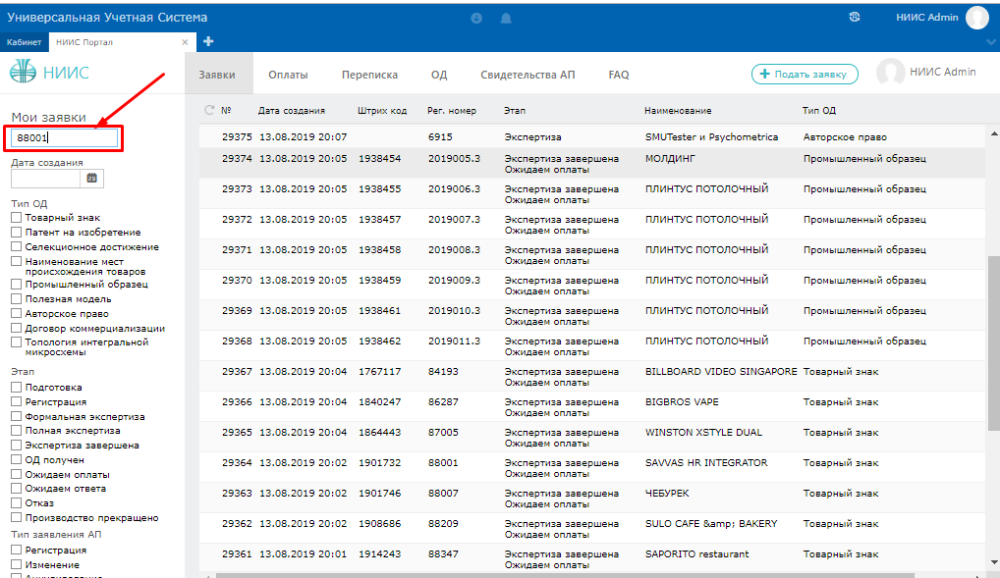 Универсальная Учетная Система
НИИС Admin
Кабинет
НИИС Портал
НИИС
Заявки
Оплаты
Переписка
ОД
Свидетельства АП
FAQ
+ Подать заявку
НИИС Admin
Мои заявки
88001
Дата создания
Тип ОД
Товарный знак
Патент на изобретение
Селекционное достижение
Наименование мест
происхождения товаров
Промышленный образец
Полезная модель
Авторское право
Договор коммерциализации
Топология интегральной
микросхемы
Этап
Подготовка
Регистрация
Формальная экспертиза
Полная экспертиза
Экспертиза завершена
ОД получен
Ожидаем оплаты
Ожидаем ответа
Отказ
Производство прекращено
Тип заявления АП
Регистрация
Изменение
№ Дата создания Штрих код Рег. номер Этап Наименование Тип ОД
29375 13.08.2019 20:07 6915 Экспертиза SMUTester и Psychometrica Авторское право
29374 13.08.2019 20:05 1938454 2019005.3 Экспертиза завершена МОЛДИНГ Промышленный образец
Ожидаем оплаты
29373 13.08.2019 20:05 1938455 2019006.3 Экспертиза завершена ПЛИНТУС ПОТОЛОЧНЫЙ Промышленный образец
Ожидаем оплаты
29372 13.08.2019 20:05 1938457 2019007.3 Экспертиза завершена ПЛИНТУС ПОТОЛОЧНЫЙ Промышленный образец
Ожидаем оплаты
29371 13.08.2019 20:05 1938458 2019008.3 Экспертиза завершена ПЛИНТУС ПОТОЛОЧНЫЙ Промышленный образец
Ожидаем оплаты
29370 13.08.2019 20:05 1938459 2019009.3 Экспертиза завершена ПЛИНТУС ПОТОЛОЧНЫЙ Промышленный образец
Ожидаем оплаты
29369 13.08.2019 20:05 1938461 2019010.3 Экспертиза завершена ПЛИНТУС ПОТОЛОЧНЫЙ Промышленный образец
Ожидаем оплаты
29368 13.08.2019 20:05 1938462 2019011.3 Экспертиза завершена ПЛИНТУС ПОТОЛОЧНЫЙ Промышленный образец
Ожидаем оплаты
29367 13.08.2019 20:04 1767117 84193 Экспертиза завершена BILLBOARD VIDEO SINGAPORE Товарный знак
Ожидаем оплаты
29366 13.08.2019 20:04 1840247 86287 Экспертиза завершена BIGBROS VAPE Товарный знак
Ожидаем оплаты
29365 13.08.2019 20:04 1864443 87005 Экспертиза завершена WINSTON XSTYLE DUAL Товарный знак
Ожидаем оплаты
29364 13.08.2019 20:02 1901732 88001 Экспертиза завершена SAVVAS HR INTEGRATOR Товарный знак
Ожидаем оплаты
29363 13.08.2019 20:02 1901746 88007 Экспертиза завершена ЧЕБУРЕК Товарный знак
Ожидаем оплаты
29362 13.08.2019 20:02 1908686 88209 Экспертиза завершена SULO CAFE &amp; BAKERY Товарный знак
Ожидаем оплаты
29361 13.08.2019 20:01 1914243 88347 Экспертиза завершена SAPORITO restaurant Товарный знак
Ожидаем оплаты